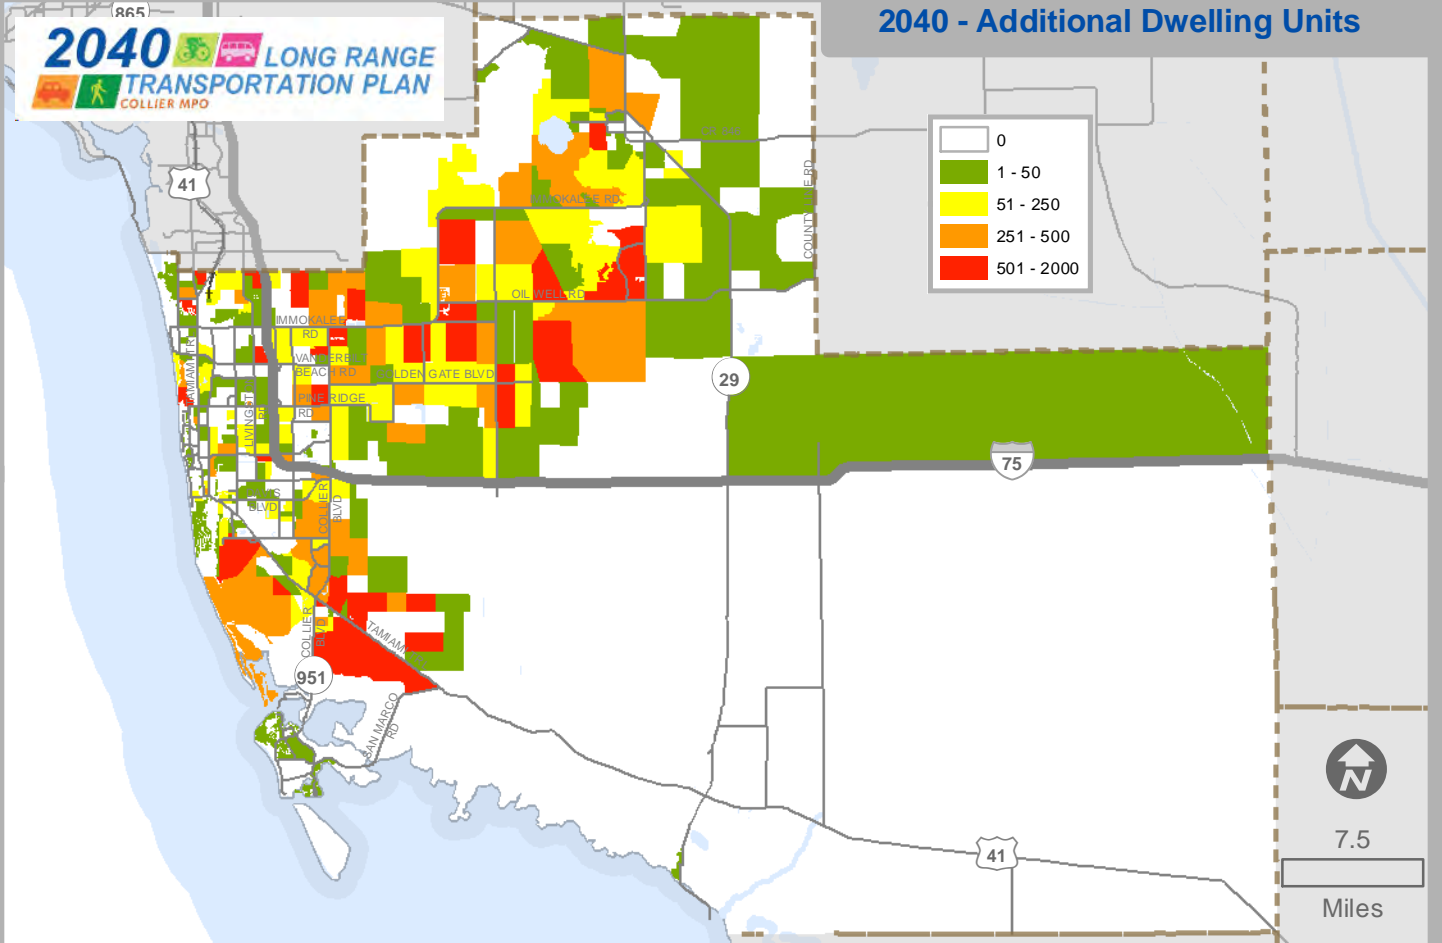 2040 - Additional Dwelling Units
865
2040 LONG RANGE
TRANSPORTATION PLAN
COLLIER MPO
0
1 - 50
51 - 250
251 - 500
501 - 2000
41
CR 846
COUNTY LINE RD
IMMOKALEE RD
OIL WELL RD
IMMOKALEE
RD
VANDERBILT
BEACH RD
GOLDEN GATE BLVD
PINE RIDGE
RD
TAMIAMI TR
LIVINGSTON
RD
29
75
BLVD
COLLIER
BLVD
COLLIER
BLVD
TAMIAMI
951
SAN MARCO
RD
41
N
7.5
Miles